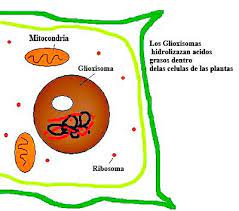 Mitocondria
Glioxisoma
Ribosoma
Los Glioxisomas
hidrolizazan acidos
grasos dentro
delas celulas de las plantas